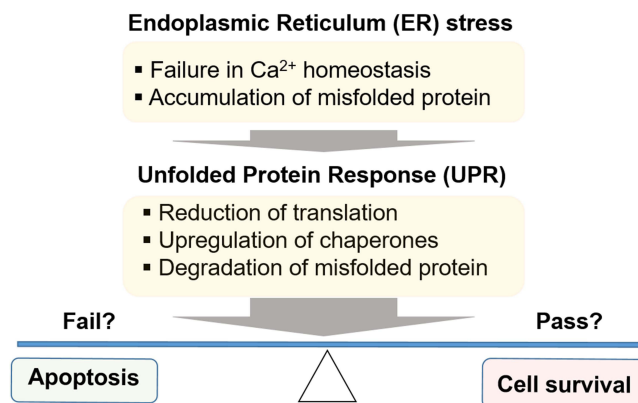 Endoplasmic Reticulum (ER) stress
▪ Failure in Ca²⁺ homeostasis
▪ Accumulation of misfolded protein
Unfolded Protein Response (UPR)
▪ Reduction of translation
▪ Upregulation of chaperones
▪ Degradation of misfolded protein
Fail?
Pass?
Apoptosis
Cell survival